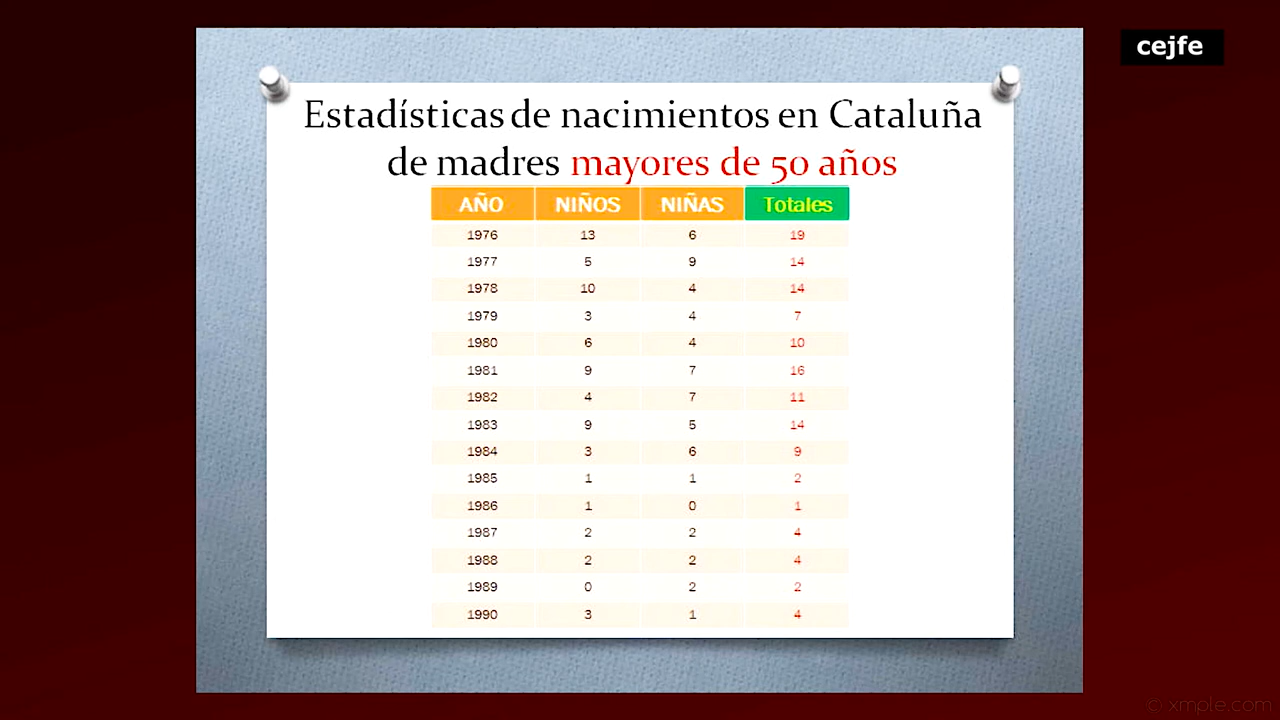 cejfe
Estadísticas de nacimientos en Cataluña
de madres mayores de 50 años
AÑO NIÑOS NIÑAS Totales
1976 13 6 19
1977 5 9 14
1978 10 4 14
1979 3 4 7
1980 6 4 10
1981 9 7 16
1982 4 7 11
1983 9 5 14
1984 3 6 9
1985 1 1 2
1986 1 0 1
1987 2 2 4
1988 2 2 4
1989 0 2 2
1990 3 1 4
© xmple.com